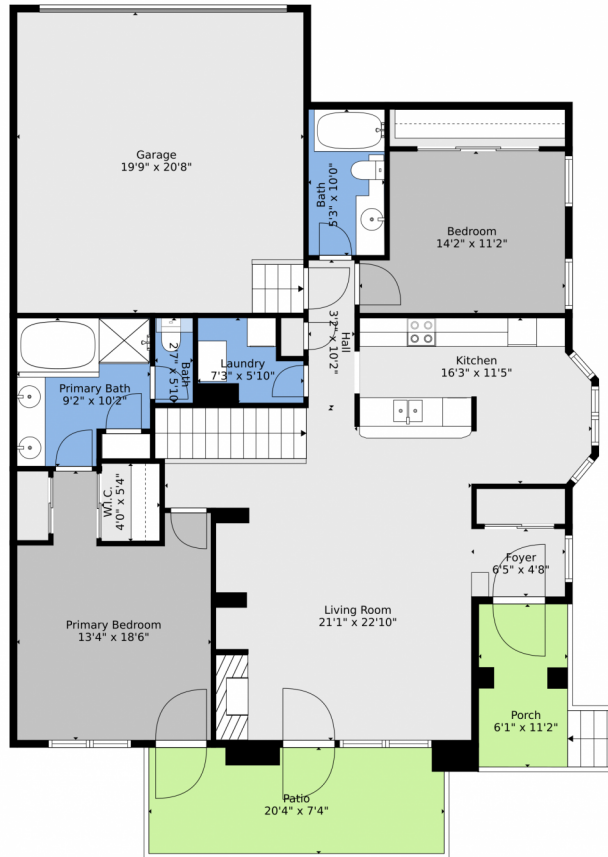 Garage
19'9" x 20'8"
Bath
5'3" x 10'0"
Bedroom
14'2" x 11'2"
Hall
3'2" x 10'2"
Kitchen
16'3" x 11'5"
Primary Bath
9'2" x 10'2"
Bath
2'7" x 5'10"
Laundry
7'3" x 5'10"
W.I.C.
4'0" x 5'4"
Foyer
6'5" x 4'8"
Primary Bedroom
13'4" x 18'6"
Living Room
21'1" x 22'10"
Porch
6'1" x 11'2"
Patio
20'4" x 7'4"